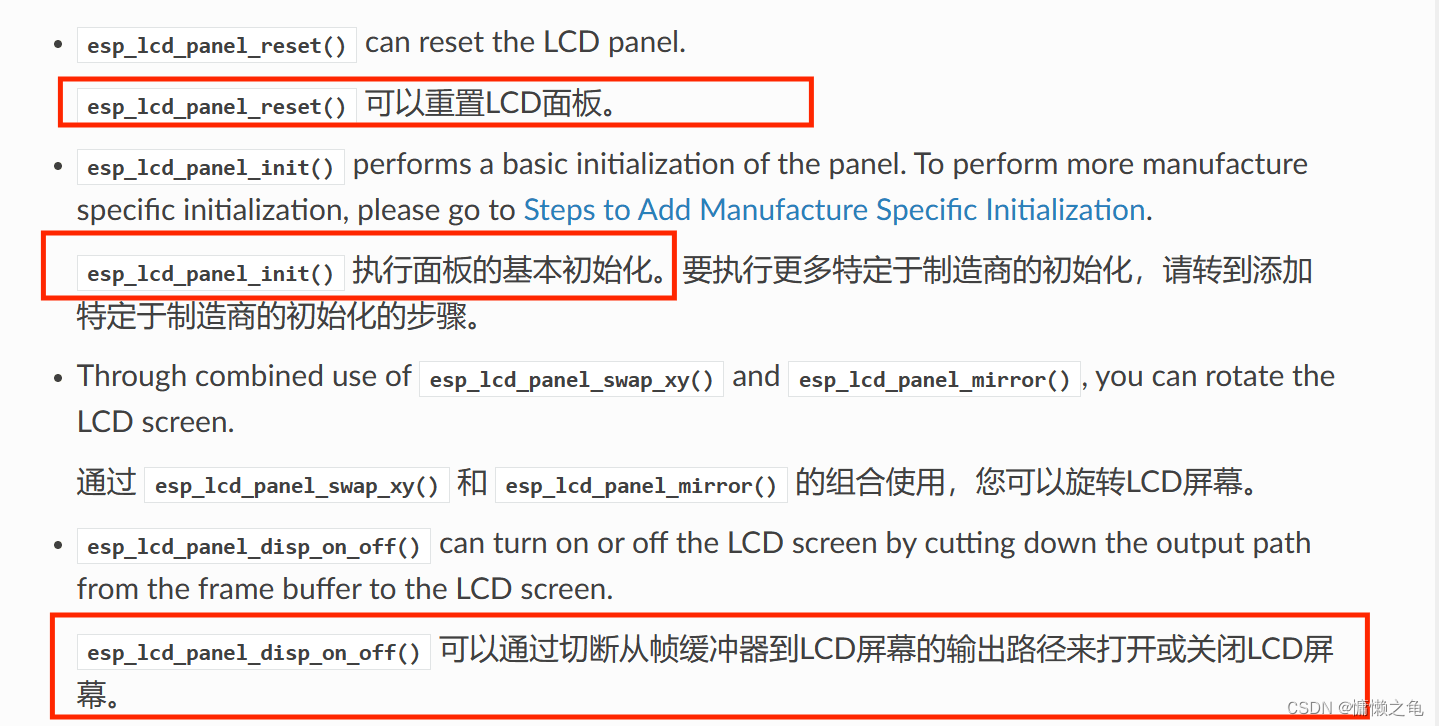 esp_lcd_panel_reset() can reset the LCD panel.
esp_lcd_panel_reset() 可以重置LCD面板。
esp_lcd_panel_init() performs a basic initialization of the panel. To perform more manufacture
specific initialization, please go to Steps to Add Manufacture Specific Initialization.
esp_lcd_panel_init() 执行面板的基本初始化。要执行更多特定于制造商的初始化，请转到添加
特定于制造商的初始化的步骤。
Through combined use of esp_lcd_panel_swap_xy() and esp_lcd_panel_mirror(), you can rotate the
LCD screen.
通过 esp_lcd_panel_swap_xy() 和 esp_lcd_panel_mirror() 的组合使用，您可以旋转LCD屏幕。
esp_lcd_panel_disp_on_off() can turn on or off the LCD screen by cutting down the output path
from the frame buffer to the LCD screen.
esp_lcd_panel_disp_on_off() 可以通过切断从帧缓冲器到LCD屏幕的输出路径来打开或关闭LCD屏
幕。
CSDN @慵懒之龟